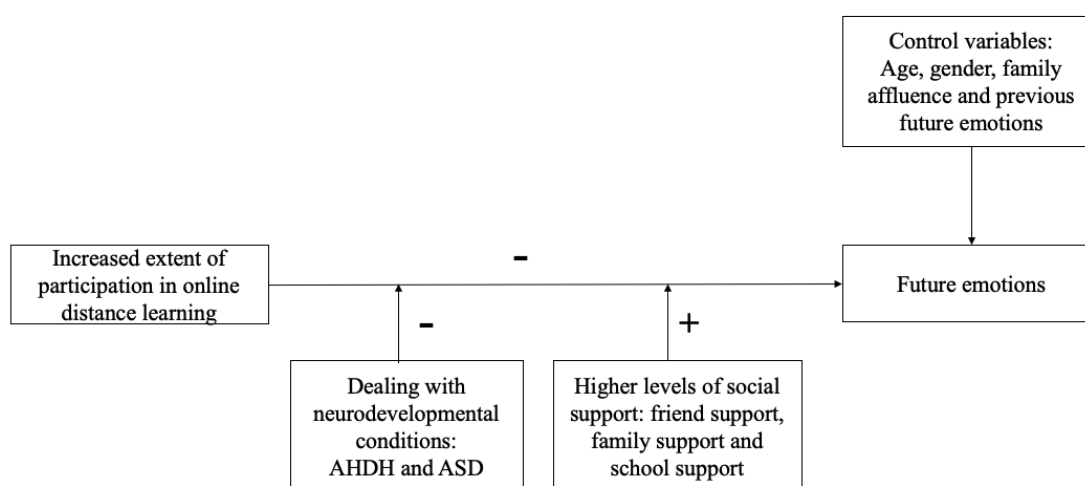 Control variables:
Age, gender, family
affluence and previous
future emotions
-
Increased extent of
participation in online
distance learning
Future emotions
-
+
Dealing with
neurodevelopmental
conditions:
AHDH and ASD
Higher levels of social
support: friend support,
family support and
school support